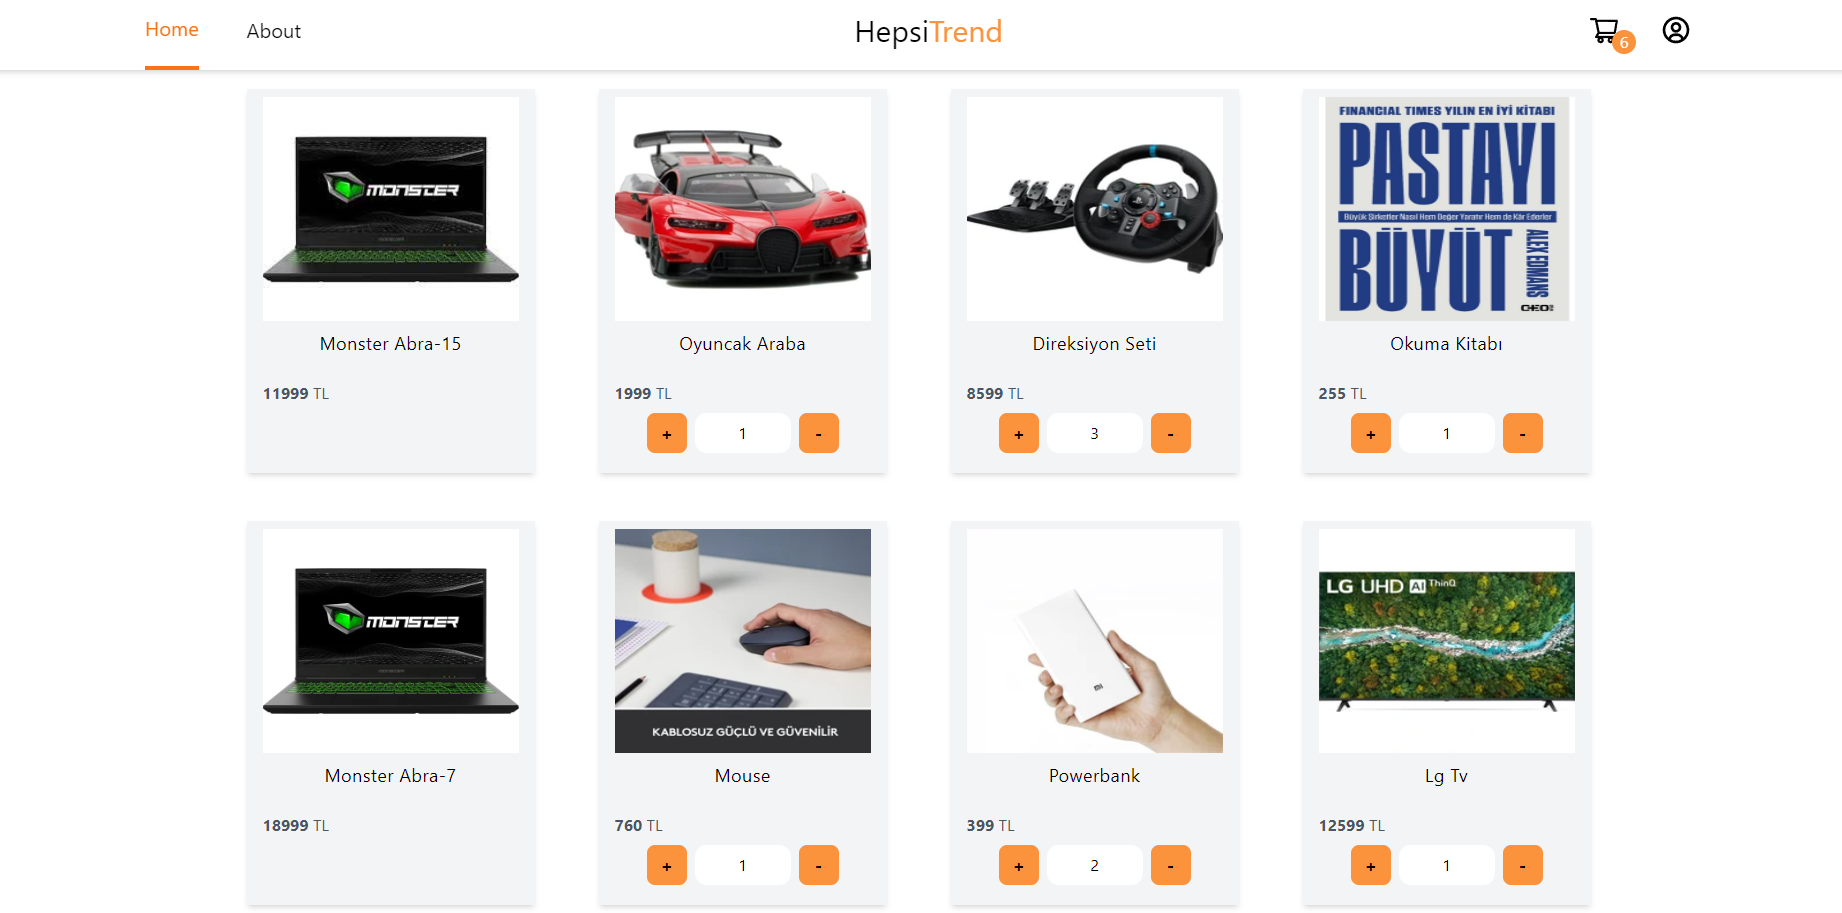 Home
About
HepsiTrend
6
MONSTER
Monster Abra-15
11999 TL
Oyuncak Araba
1999 TL
+ 1 -
Direksiyon Seti
8599 TL
+ 3 -
FINANCIAL TIMES YILIN EN İYİ KİTABI
PASTAYI
Büyük Şirketler Nasıl Hem Değer Yaratır Hem de Kâr Ederler
BÜYÜT
ALEX EDMANS
CEO
Okuma Kitabı
255 TL
+ 1 -
MONSTER
Monster Abra-7
18999 TL
KABLOSUZ GÜÇLÜ VE GÜVENİLİR
Mouse
760 TL
+ 1 -
MI
Powerbank
399 TL
+ 2 -
LG UHD AI ThinQ
Lg Tv
12599 TL
+ 1 -